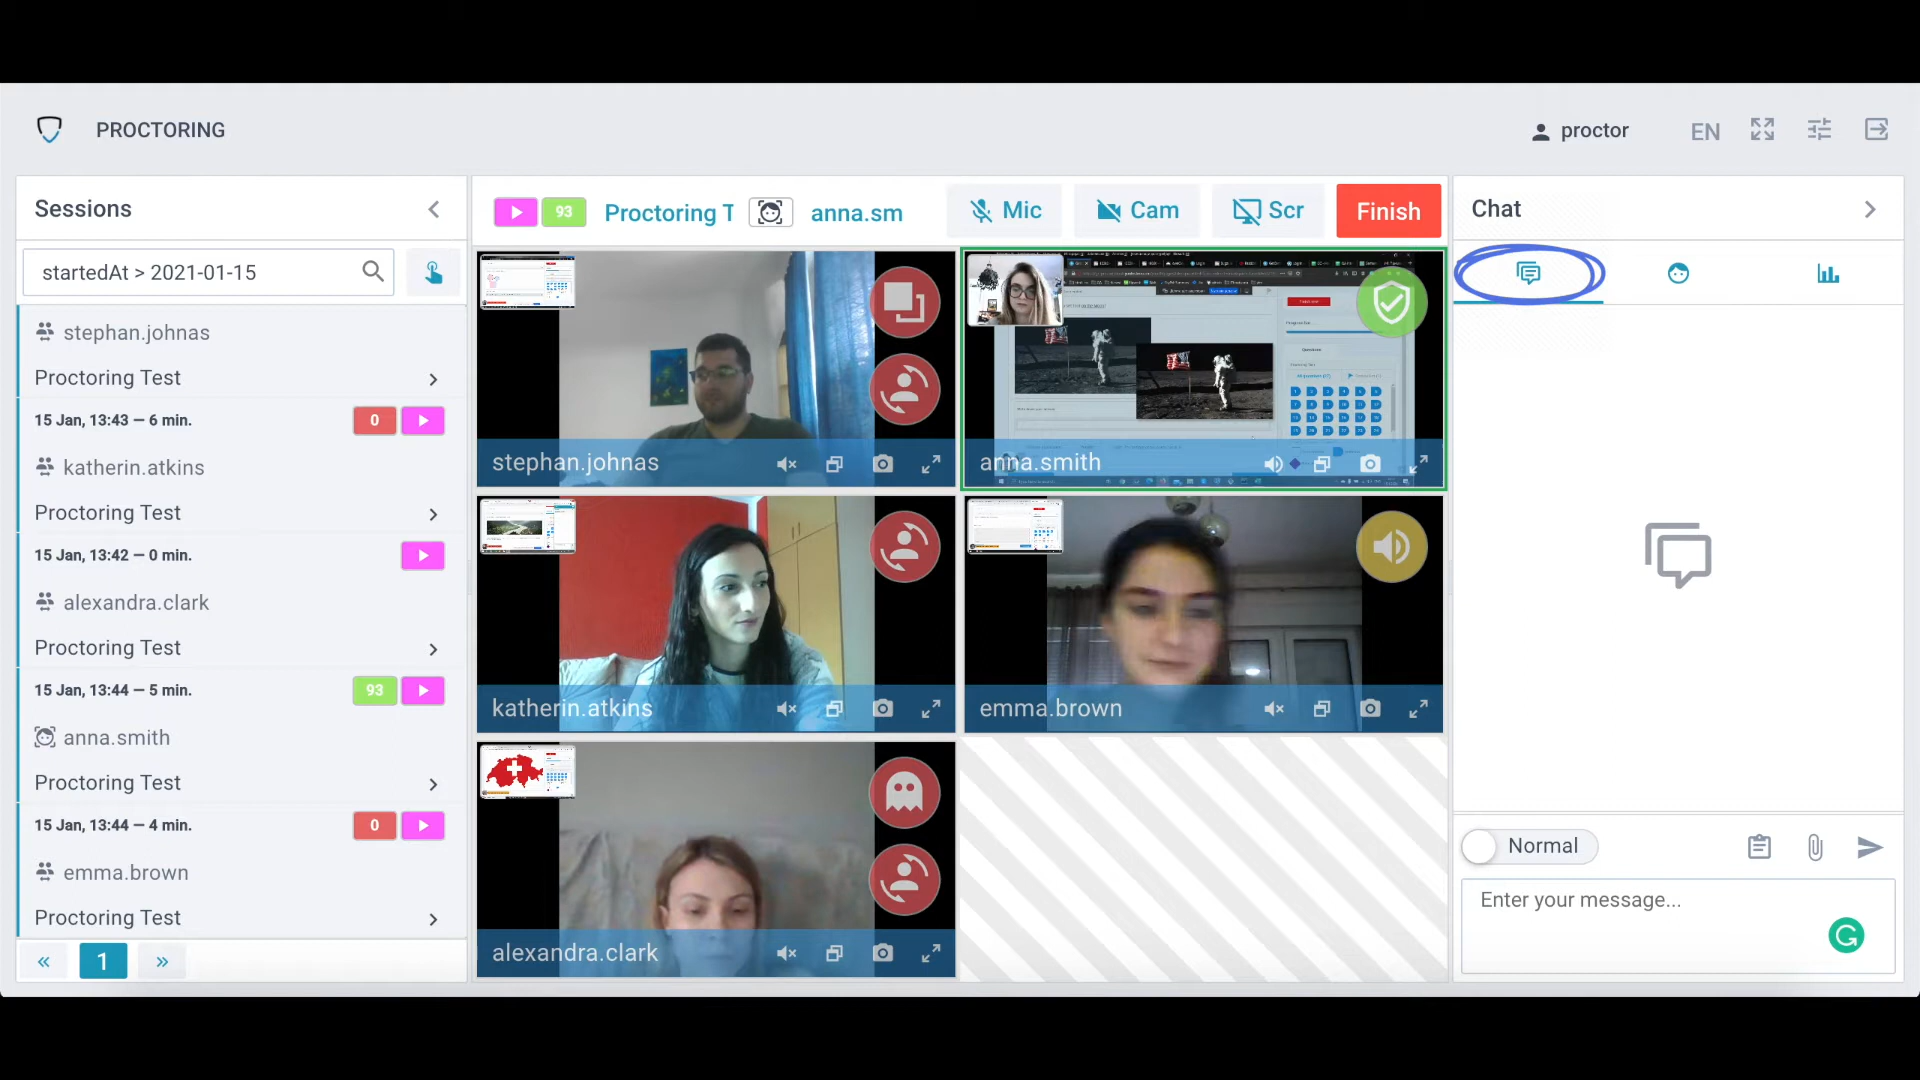 PROCTORING
proctor
EN
Sessions
startedAt > 2021-01-15
stephan.johnas
Proctoring Test
15 Jan, 13:43 — 6 min.
0
katherin.atkins
Proctoring Test
15 Jan, 13:42 — 0 min.
alexandra.clark
Proctoring Test
15 Jan, 13:44 — 5 min.
93
anna.smith
Proctoring Test
15 Jan, 13:44 — 4 min.
0
emma.brown
Proctoring Test
«
1
»
93
Proctoring T
anna.sm
Mic
Cam
Scr
Finish
stephan.johnas
anna.smith
katherin.atkins
emma.brown
alexandra.clark
Chat
Normal
Enter your message...